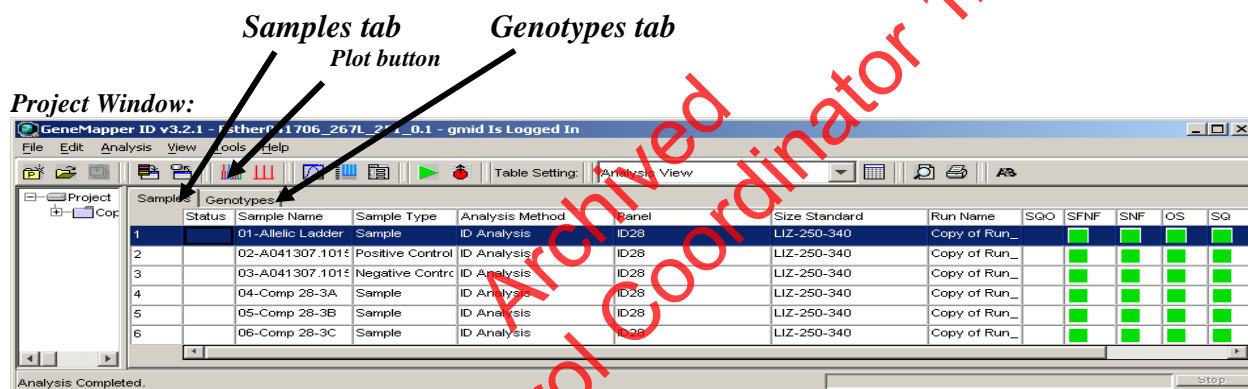 Samples tab Genotypes tab
Plot button
Project Window:
GeneMapper ID v3.2.1 - - gmid Is Logged In
File Edit Analysis View Tools Help
Table Setting: Analysis View
Project Samples Genotypes
Cop Status Sample Name Sample Type Analysis Method Panel Size Standard Run Name SQO SFNF SNF OS SQ
1 01-Allelic Ladder Sample ID Analysis ID28 LIZ-250-340 Copy of Run_
2 02-A041307.1015 Positive Control ID Analysis ID28 LIZ-250-340 Copy of Run_
3 03-A041307.1015 Negative Contrc ID Analysis ID28 LIZ-250-340 Copy of Run_
4 04-Comp 28-3A Sample ID Analysis ID28 LIZ-250-340 Copy of Run_
5 05-Comp 28-3B Sample ID Analysis ID28 LIZ-250-340 Copy of Run_
6 06-Comp 28-3C Sample ID Analysis ID28 LIZ-250-340 Copy of Run_
Analysis Completed. Stop
Archived
rol Coordinator